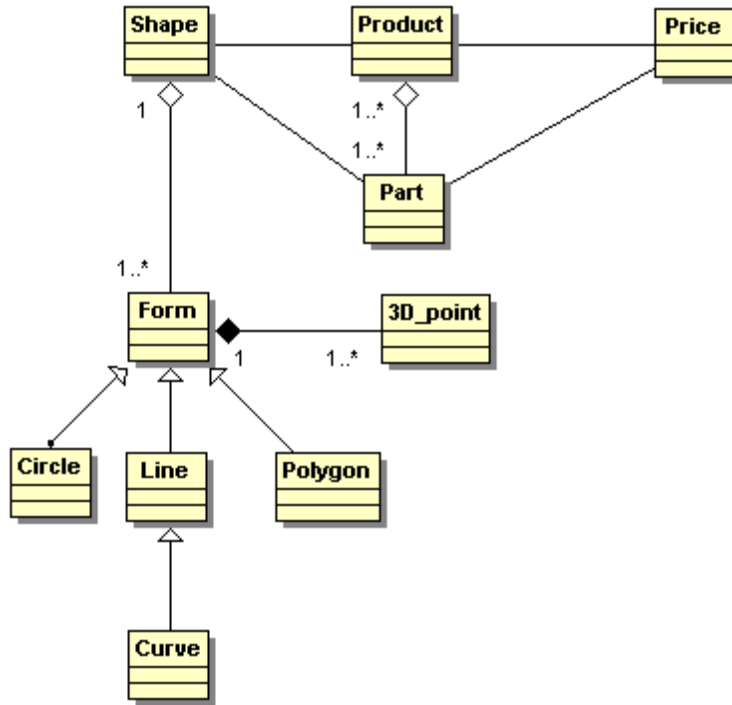 Shape
Product
Price
1
1..*
1..*
Part
1..*
Form
3D_point
1
1..*
Circle
Line
Polygon
Curve